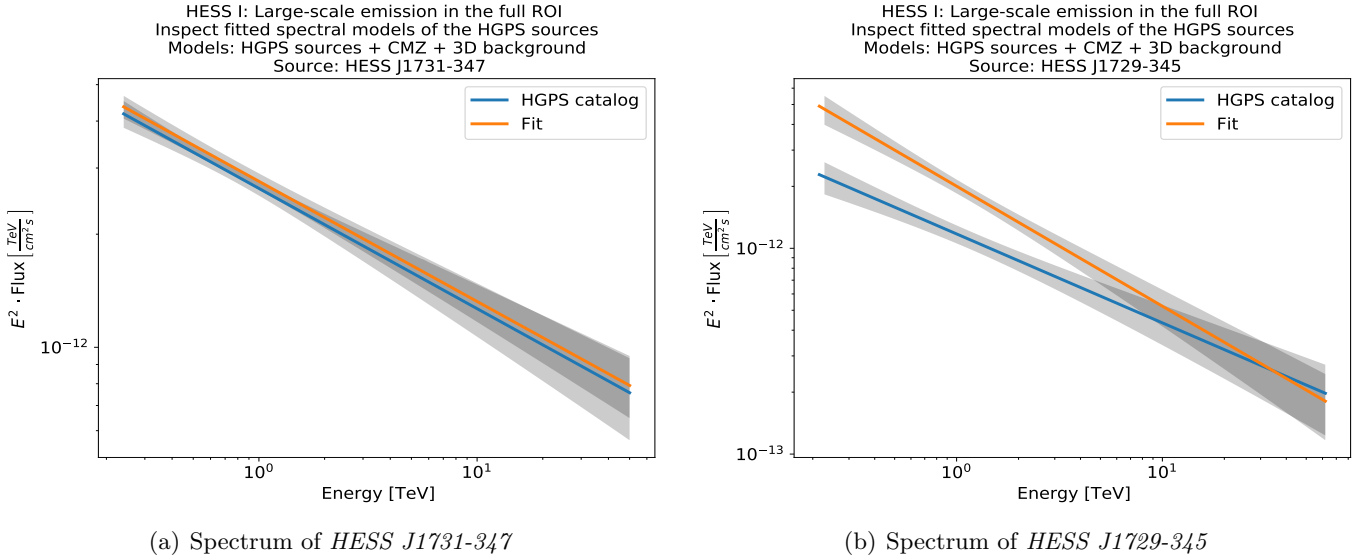 HESS I: Large-scale emission in the full ROI
Inspect fitted spectral models of the HGPS sources
Models: HGPS sources + CMZ + 3D background
Source: HESS J1731-347
HGPS catalog
Fit
E² · Flux [TeV / cm² s]
10⁻¹²
10⁰ 10¹
Energy [TeV]
(a) Spectrum of HESS J1731-347
HESS I: Large-scale emission in the full ROI
Inspect fitted spectral models of the HGPS sources
Models: HGPS sources + CMZ + 3D background
Source: HESS J1729-345
HGPS catalog
Fit
E² · Flux [TeV / cm² s]
10⁻¹²
10⁻¹³
10⁰ 10¹
Energy [TeV]
(b) Spectrum of HESS J1729-345